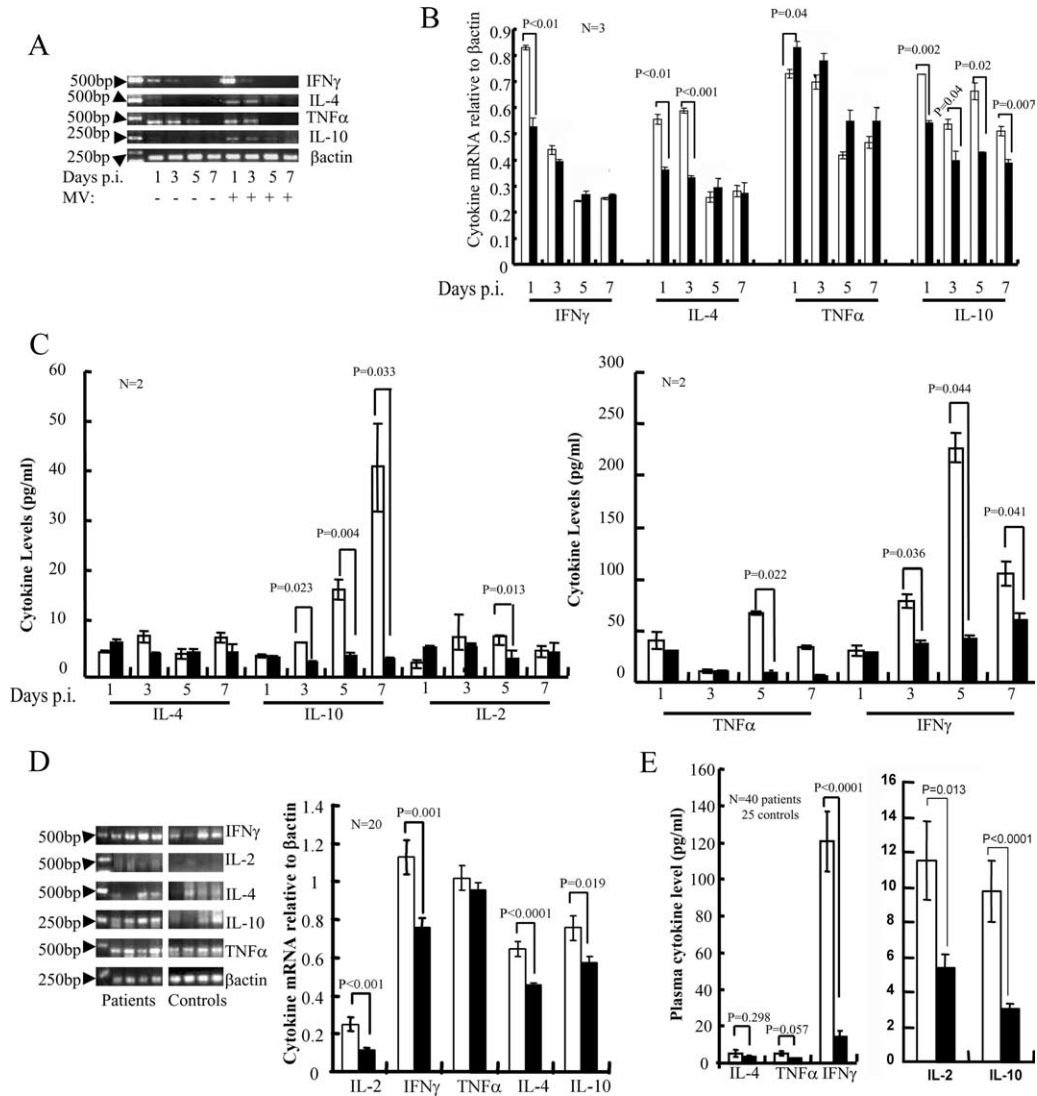 A
500bp IFNγ
500bp IL-4
500bp TNFα
250bp IL-10
250bp βactin
Days p.i. 1 3 5 7 1 3 5 7
MV: - - - - + + + +
B
Cytokine mRNA relative to βactin
0.9
0.8
0.7
0.6
0.5
0.4
0.3
0.2
0.1
0
N=3
P<0.01
P<0.01
P<0.001
P=0.04
P=0.002
P=0.04
P=0.02
P=0.007
Days p.i. 1 3 5 7 1 3 5 7 1 3 5 7 1 3 5 7
IFNγ IL-4 TNFα IL-10
C
Cytokine Levels (pg/ml)
60
50
40
30
20
10
0
N=2
P=0.023
P=0.004
P=0.033
P=0.013
Days p.i. 1 3 5 7 1 3 5 7 1 3 5 7
IL-4 IL-10 IL-2
Cytokine Levels (pg/ml)
300
250
200
150
100
50
0
N=2
P=0.022
P=0.036
P=0.044
P=0.041
1 3 5 7 1 3 5 7
TNFα IFNγ
D
500bp IFNγ
500bp IL-2
500bp IL-4
250bp IL-10
500bp TNFα
250bp βactin
Patients Controls
Cytokine mRNA relative to βactin
1.4
1.2
1
0.8
0.6
0.4
0.2
0
N=20
P<0.001
P=0.001
P<0.0001
P=0.019
IL-2 IFNγ TNFα IL-4 IL-10
E
Plasma cytokine level (pg/ml)
160
140
120
100
80
60
40
20
0
N=40 patients
25 controls
P<0.0001
P=0.298
P=0.057
IL-4 TNFα IFNγ
16
14
12
10
8
6
4
2
0
P=0.013
P<0.0001
IL-2 IL-10